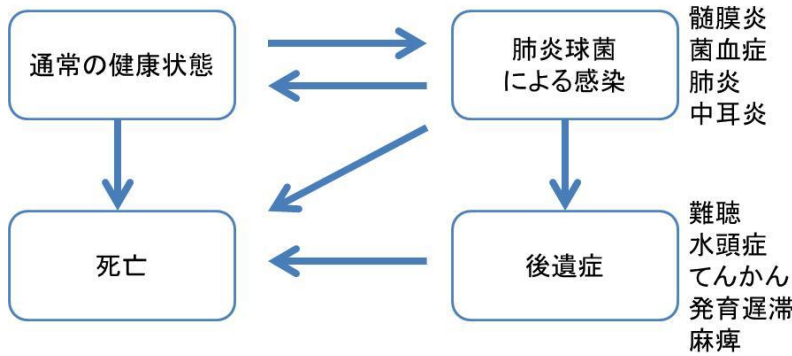 通常の健康状態
肺炎球菌
による感染
髄膜炎
菌血症
肺炎
中耳炎
死亡
後遺症
難聴
水頭症
てんかん
発育遅滞
麻痺